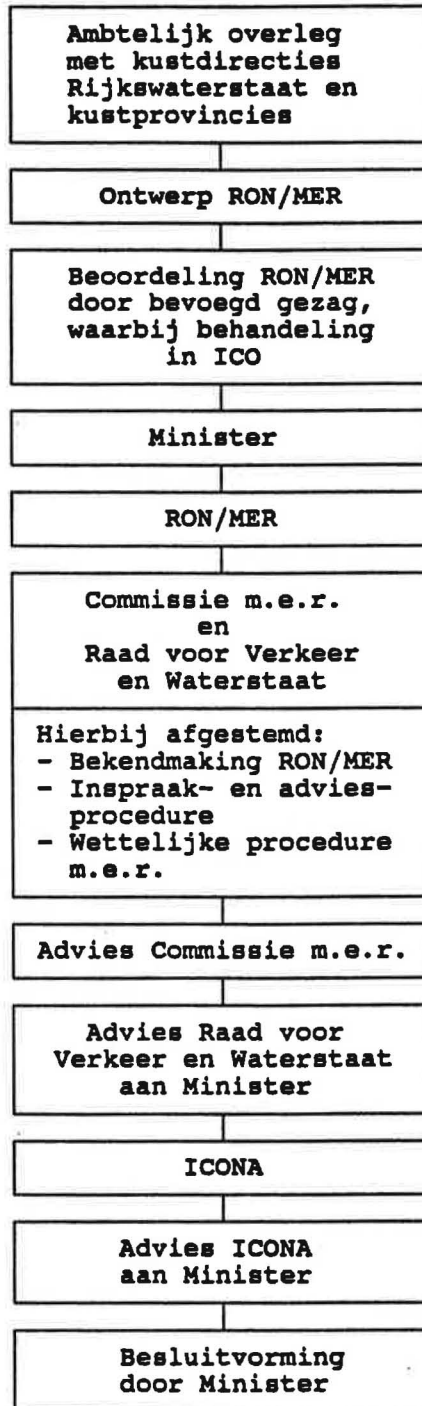 Ambtelijk overleg
met kustdirecties
Rijkswaterstaat en
kustprovincies
Ontwerp RON/MER
Beoordeling RON/MER
door bevoegd gezag,
waarbij behandeling
in ICO
Minister
RON/MER
Commissie m.e.r.
en
Raad voor Verkeer
en Waterstaat
Hierbij afgestemd:
- Bekendmaking RON/MER
- Inspraak- en advies-
procedure
- Wettelijke procedure
m.e.r.
Advies Commissie m.e.r.
Advies Raad voor
Verkeer en Waterstaat
aan Minister
ICONA
Advies ICONA
aan Minister
Besluitvorming
door Minister